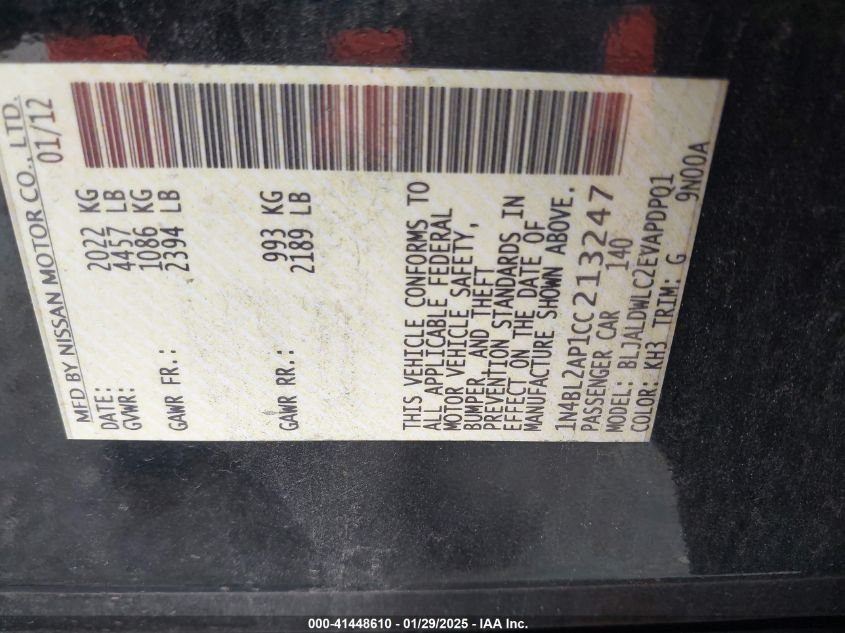 MFD BY NISSAN MOTOR CO., LTD.
DATE: 01/12
GVWR: 2022 KG
4457 LB
GAWR FR.: 1086 KG
2394 LB
GAWR RR.: 993 KG
2189 LB
THIS VEHICLE CONFORMS TO
ALL APPLICABLE FEDERAL
MOTOR VEHICLE SAFETY,
BUMPER, AND THEFT
PREVENTION STANDARDS IN
EFFECT ON THE DATE OF
MANUFACTURE SHOWN ABOVE.
1N4BL2AP1CC213247
PASSENGER CAR 140
MODEL: BLJALDWLC2EVAPDPQ1
COLOR: KH3 TRIM: G 9N00A
000-41448610 - 01/29/2025 - IAA Inc.